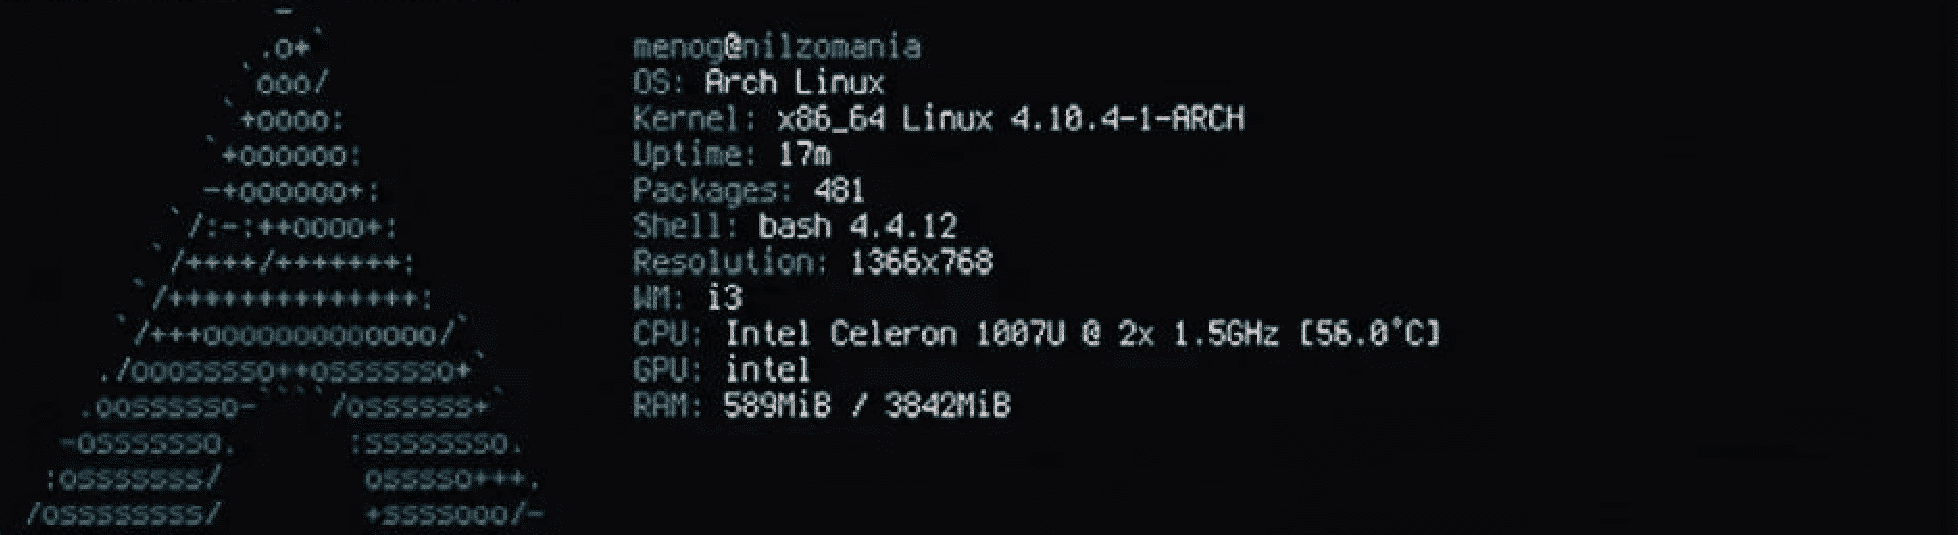 menog@nilzomania
OS: Arch Linux
Kernel: x86_64 Linux 4.10.4-1-ARCH
Uptime: 17m
Packages: 481
Shell: bash 4.4.12
Resolution: 1366x768
WM: i3
CPU: Intel Celeron 1007U @ 2x 1.5GHz [56.0°C]
GPU: intel
RAM: 589MiB / 3842MiB